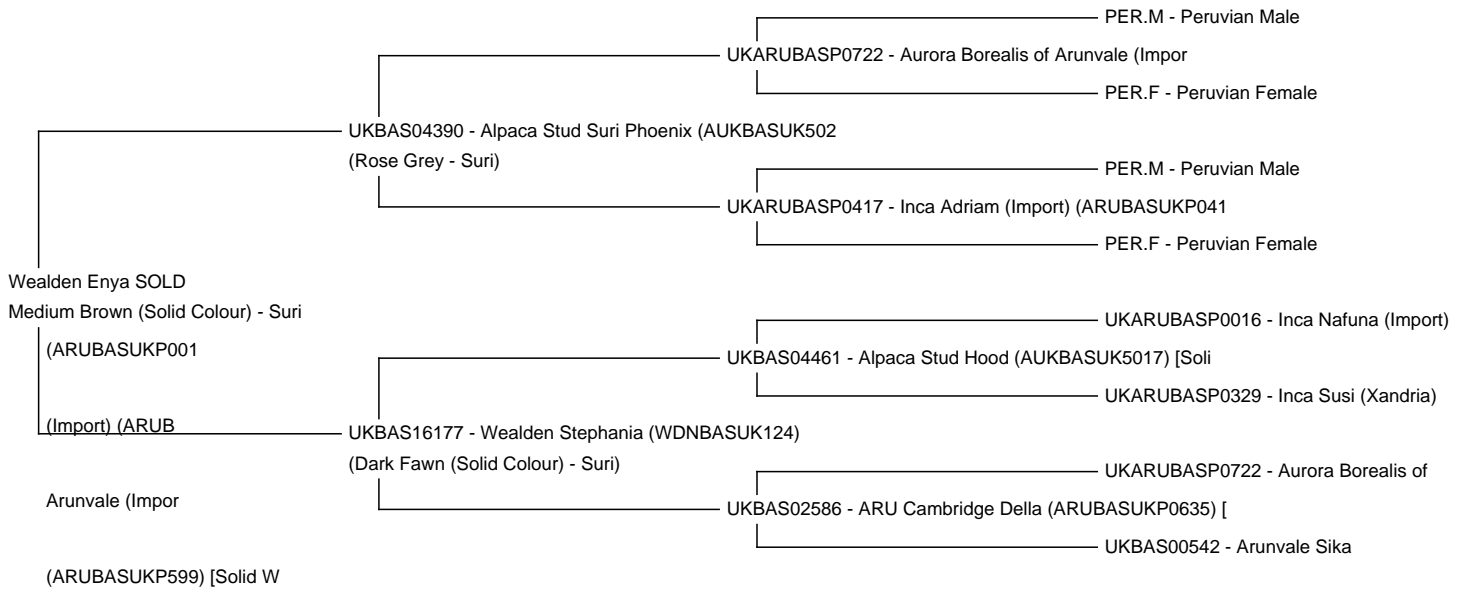 PER.M - Peruvian Male
UKARUBASP0722 - Aurora Borealis of Arunvale (Impor
PER.F - Peruvian Female
UKBAS04390 - Alpaca Stud Suri Phoenix (AUKBASUK502
(Rose Grey - Suri)
PER.M - Peruvian Male
UKARUBASP0417 - Inca Adriam (Import) (ARUBASUKP041
PER.F - Peruvian Female
Wealden Enya SOLD
Medium Brown (Solid Colour) - Suri
UKARUBASP0016 - Inca Nafuna (Import)
(ARUBASUKP001
UKBAS04461 - Alpaca Stud Hood (AUKBASUK5017) [Soli
UKARUBASP0329 - Inca Susi (Xandria)
(Import) (ARUB
UKBAS16177 - Wealden Stephania (WDNBASUK124)
(Dark Fawn (Solid Colour) - Suri)
UKARUBASP0722 - Aurora Borealis of
Arunvale (Impor
UKBAS02586 - ARU Cambridge Della (ARUBASUKP0635) [
UKBAS00542 - Arunvale Sika
(ARUBASUKP599) [Solid W